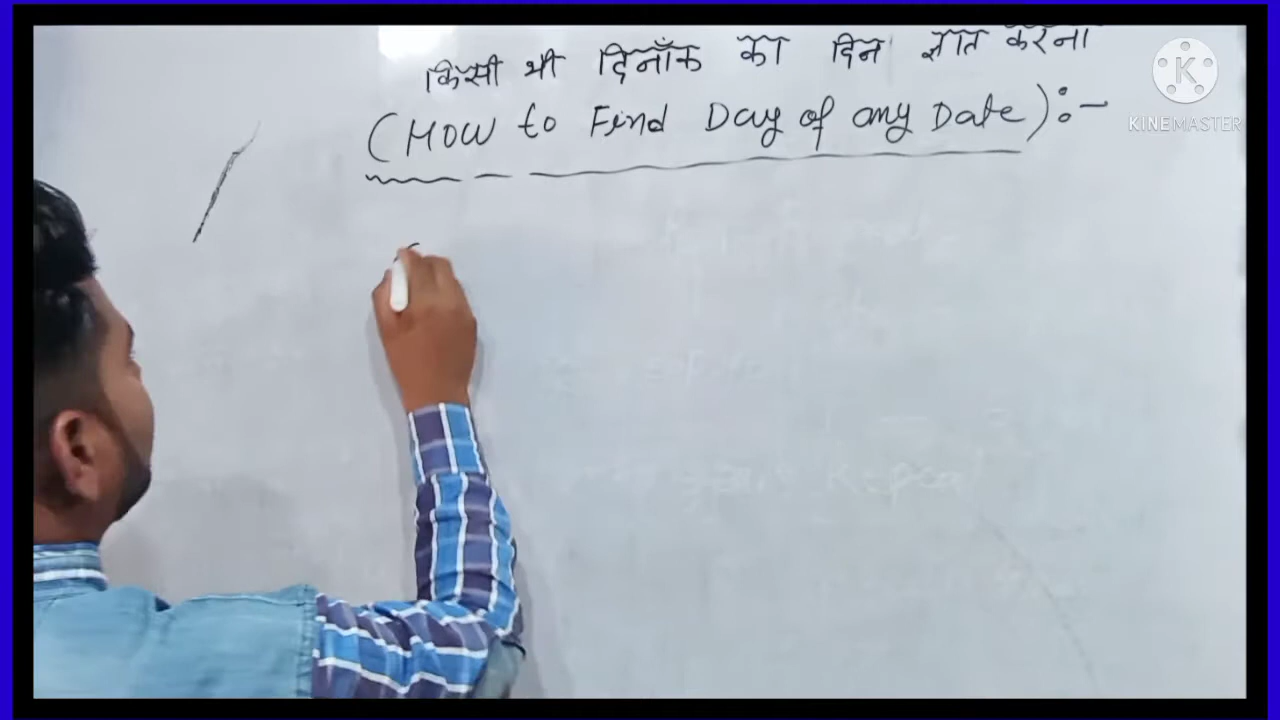 किसी भी दिनाँक का दिन ज्ञात करना
(HOW to Find Day of any Date):-
KINEMASTER